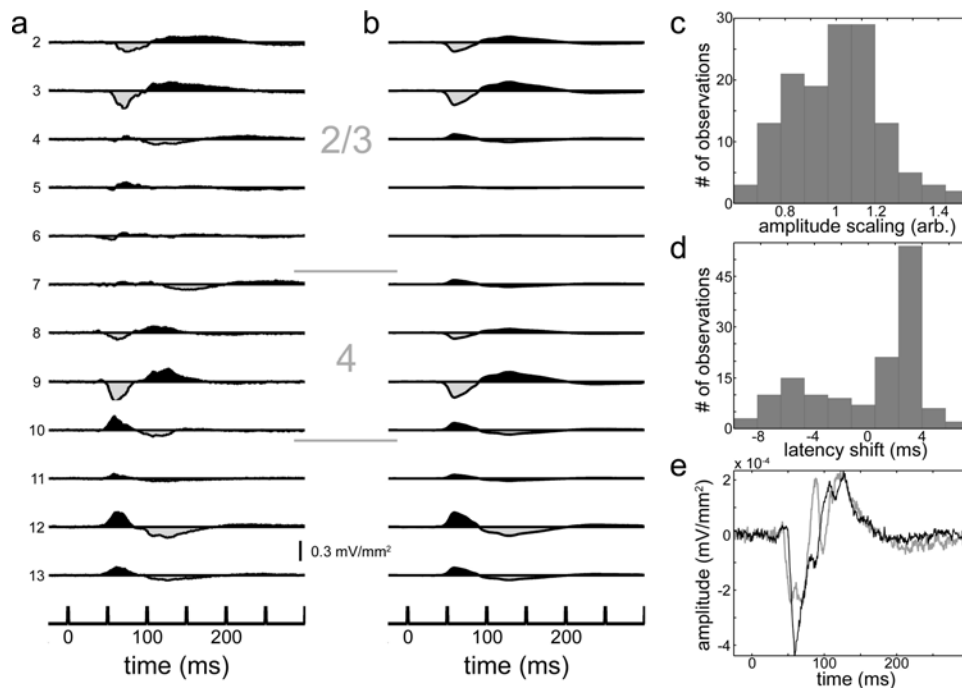 a
b
2
3
4
5
6
7
8
9
10
11
12
13
2/3
4
0.3 mV/mm²
0 100 200
time (ms)
0 100 200
time (ms)
c
# of observations
30
20
10
0
0.8 1 1.2 1.4
amplitude scaling (arb.)
d
# of observations
45
30
15
0
-8 -4 0 4
latency shift (ms)
e
x 10⁻⁴
amplitude (mV/mm²)
2
0
-2
-4
0 100 200
time (ms)